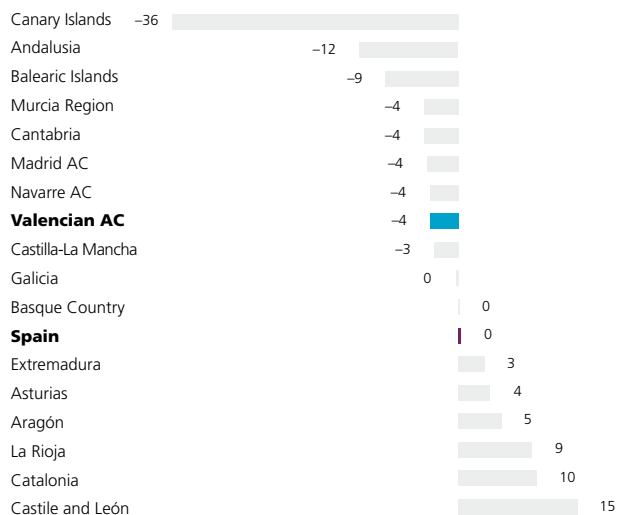 Canary Islands –36
Andalusia –12
Balearic Islands –9
Murcia Region –4
Cantabria –4
Madrid AC –4
Navarre AC –4
Valencian AC –4
Castilla-La Mancha –3
Galicia 0
Basque Country 0
Spain 0
Extremadura 3
Asturias 4
Aragón 5
La Rioja 9
Catalonia 10
Castile and León 15